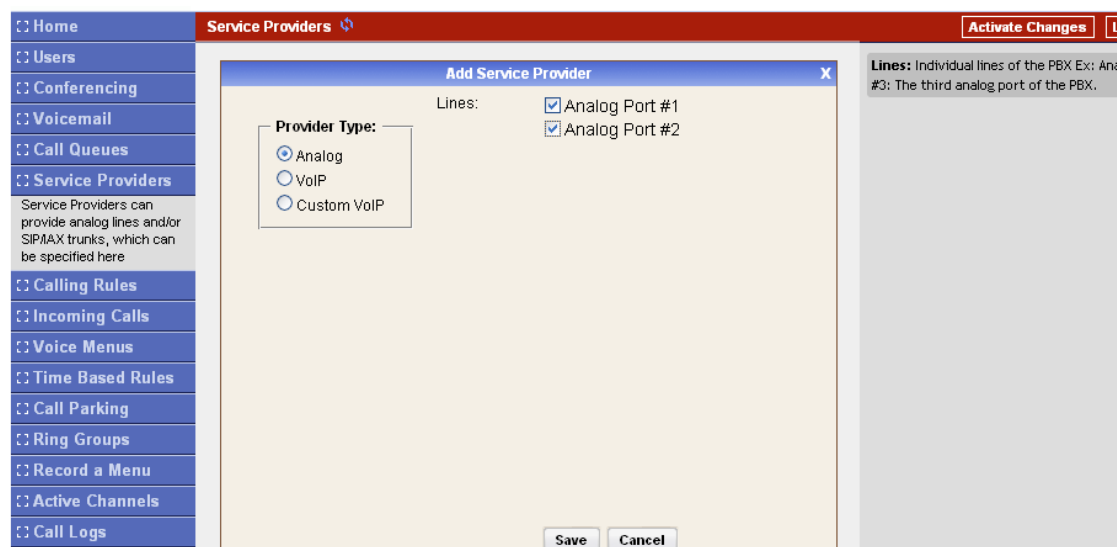 Home
Users
Conferencing
Voicemail
Call Queues
Service Providers
Service Providers can
provide analog lines and/or
SIP/IAX trunks, which can
be specified here
Calling Rules
Incoming Calls
Voice Menus
Time Based Rules
Call Parking
Ring Groups
Record a Menu
Active Channels
Call Logs
Service Providers
Activate Changes
Add Service Provider
X
Provider Type:
Analog
VoIP
Custom VoIP
Lines:
Analog Port #1
Analog Port #2
Save
Cancel
Lines: Individual lines of the PBX Ex:
#3: The third analog port of the PBX.